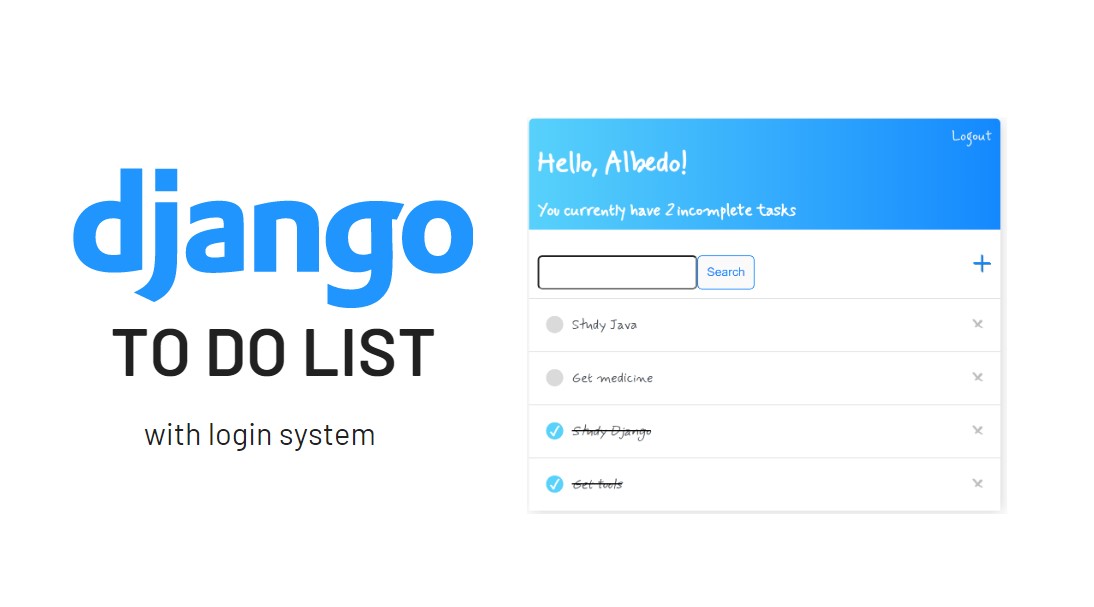 django
TO DO LIST
with login system
Logout
Hello, Albedo!
You currently have 2 incomplete tasks
Search
Study Java
Get medicine
Study Django
Get tools